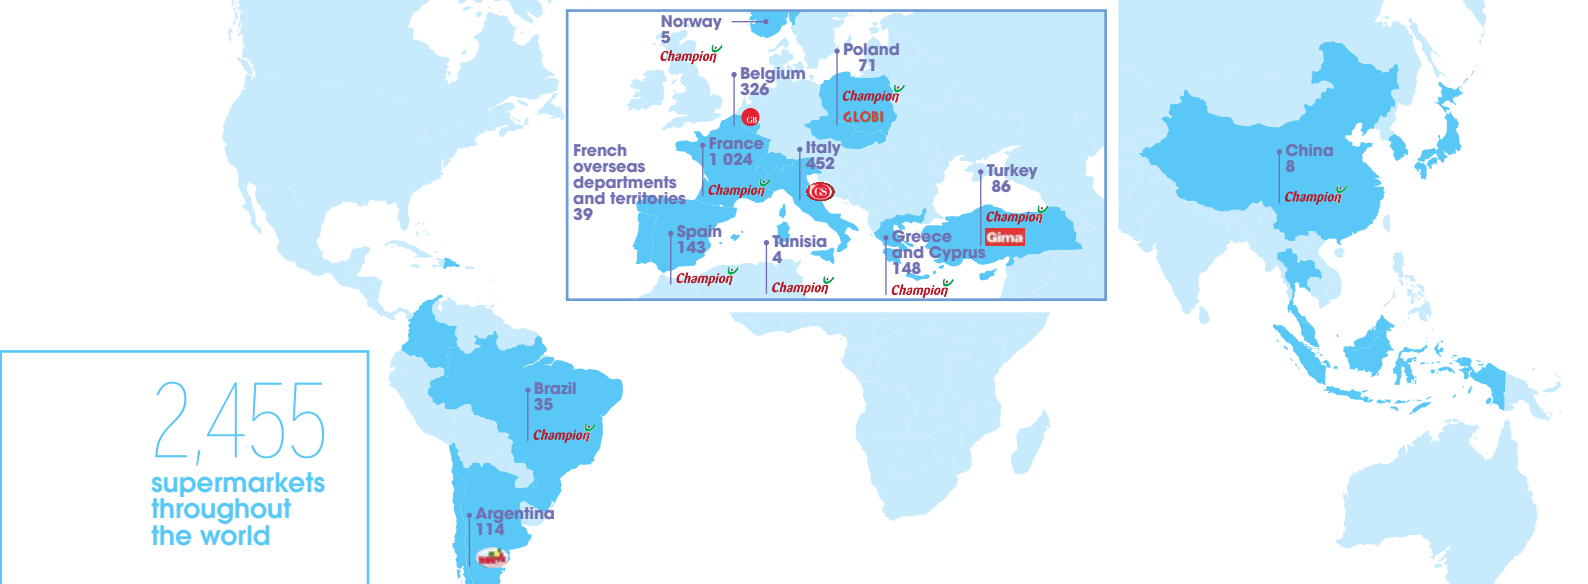 Norway
5
Champion
Poland
71
Champion
GLOBI
Belgium
326
GB
France
1 024
Champion
Italy
452
GS
French
overseas
departments
and territories
39
Turkey
86
Champion
Gima
Spain
143
Champion
Tunisia
4
Champion
Greece
and Cyprus
148
Champion
China
8
Champion
Brazil
35
Champion
Argentina
114
2,455
supermarkets
throughout
the world